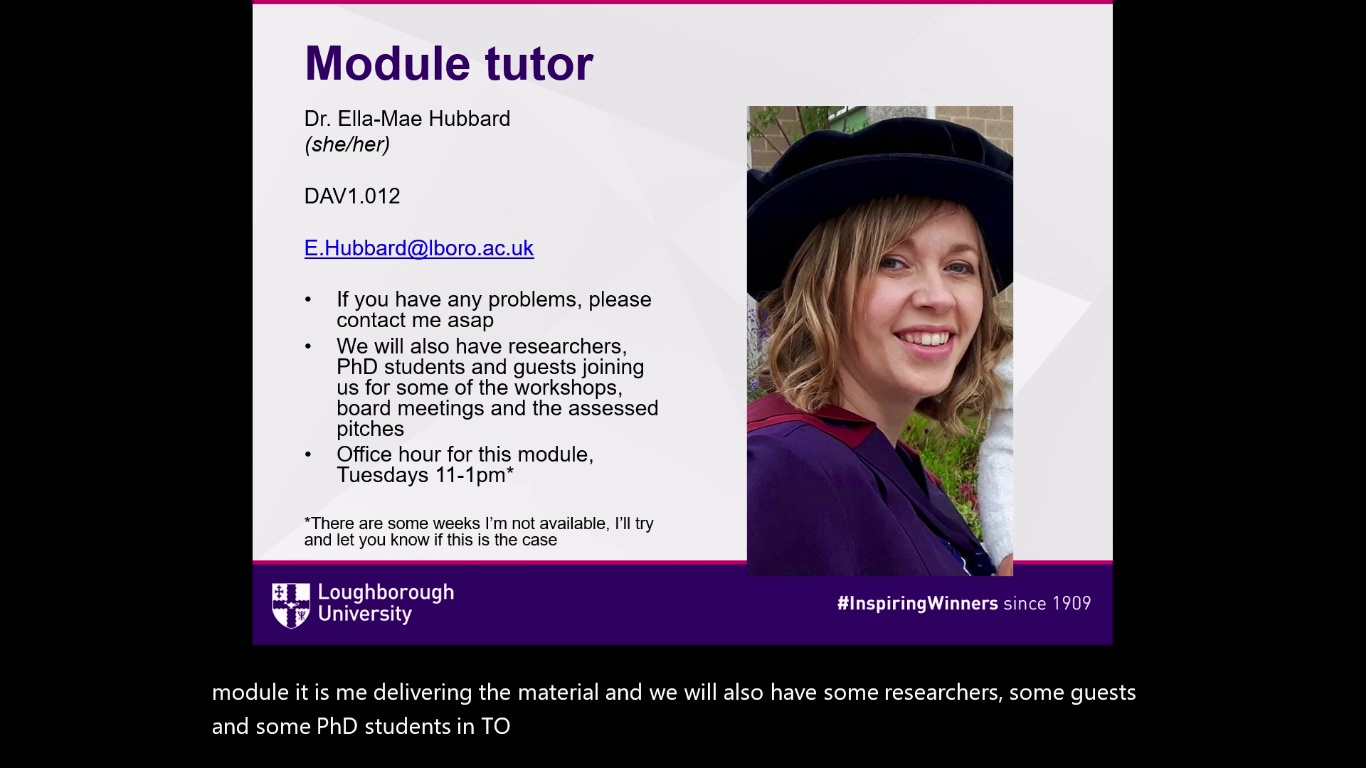 Module tutor
Dr. Ella-Mae Hubbard
(she/her)
DAV1.012
E.Hubbard@lboro.ac.uk
• If you have any problems, please
contact me asap
• We will also have researchers,
PhD students and guests joining
us for some of the workshops,
board meetings and the assessed
pitches
• Office hour for this module,
Tuesdays 11-1pm*
*There are some weeks I’m not available, I’ll try
and let you know if this is the case
Loughborough
University
#InspiringWinners since 1909
module it is me delivering the material and we will also have some researchers, some guests
and some PhD students in TO